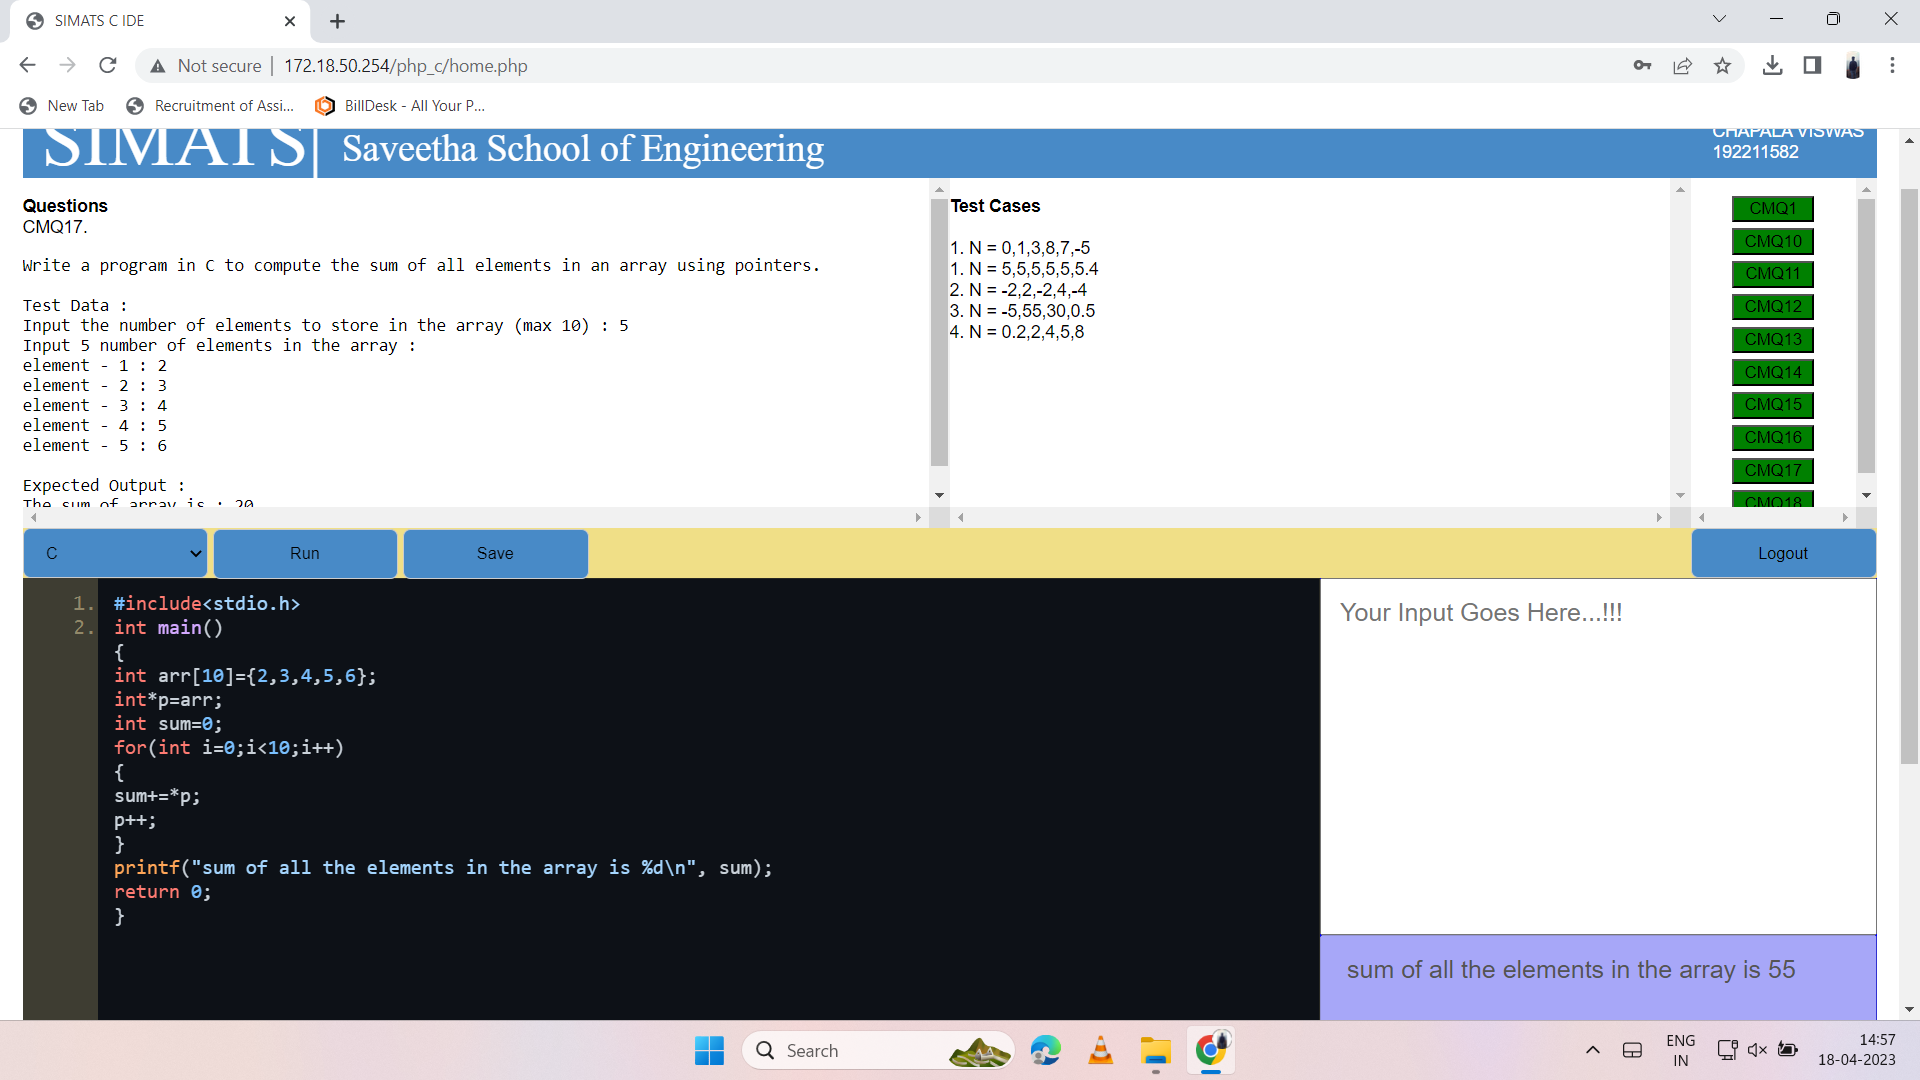 SIMATS C IDE
Not secure | 172.18.50.254/php_c/home.php
New Tab
Recruitment of Assi...
BillDesk - All Your P...
SIMATS
Saveetha School of Engineering
CHAPALA VISWAS
192211582
Questions
CMQ17.
Write a program in C to compute the sum of all elements in an array using pointers.
Test Data :
Input the number of elements to store in the array (max 10) : 5
Input 5 number of elements in the array :
element - 1 : 2
element - 2 : 3
element - 3 : 4
element - 4 : 5
element - 5 : 6
Expected Output :
The sum of array is : 20
Test Cases
1. N = 0,1,3,8,7,-5
1. N = 5,5,5,5,5,5.4
2. N = -2,2,-2,4,-4
3. N = -5,55,30,0.5
4. N = 0.2,2,4,5,8
CMQ1
CMQ10
CMQ11
CMQ12
CMQ13
CMQ14
CMQ15
CMQ16
CMQ17
CMQ18
C
Run
Save
Logout
1. #include<stdio.h>
2. int main()
{
int arr[10]={2,3,4,5,6};
int*p=arr;
int sum=0;
for(int i=0;i<10;i++)
{
sum+=*p;
p++;
}
printf("sum of all the elements in the array is %d\n", sum);
return 0;
}
Your Input Goes Here...!!!
sum of all the elements in the array is 55
Search
ENG
IN
14:57
18-04-2023